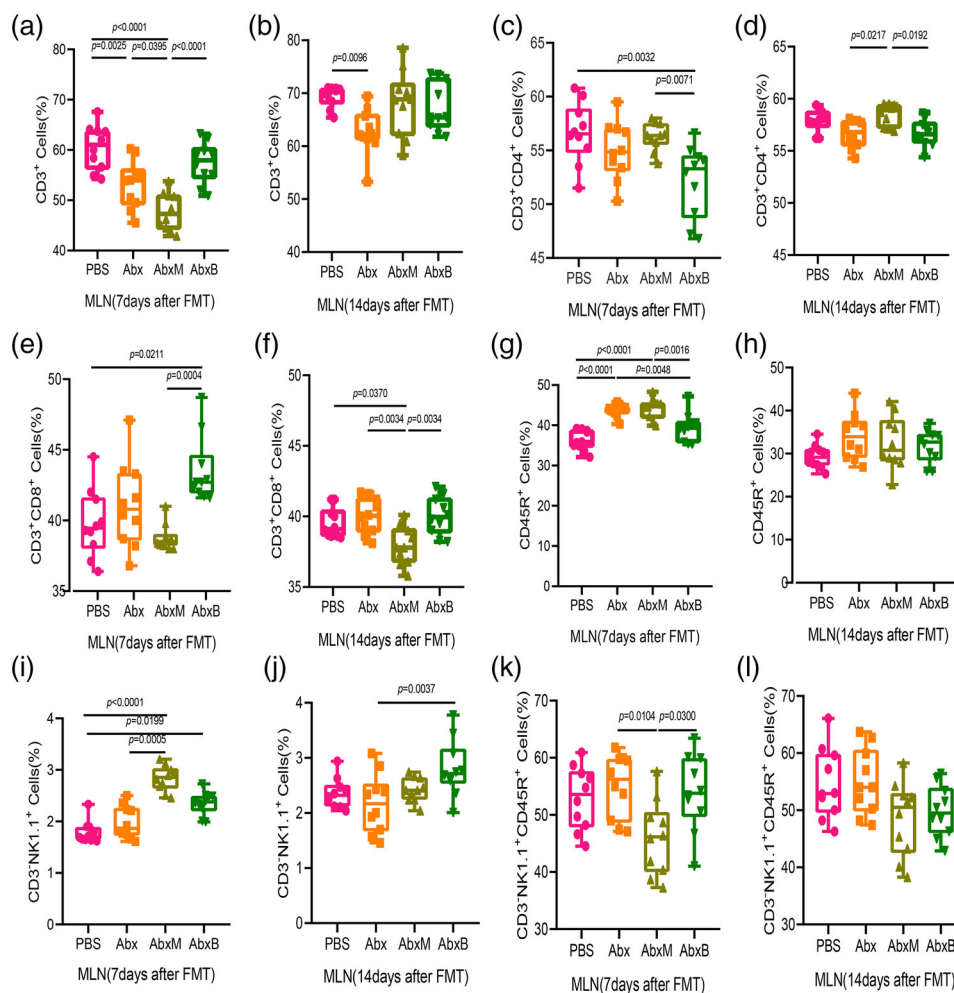 (a)
p<0.0001
p=0.0025 p=0.0395 p<0.0001
80
70
60
50
40
CD3+ Cells(%)
PBS Abx AbxM AbxB
MLN(7days after FMT)
(b)
p=0.0096
80
70
60
50
40
CD3+ Cells(%)
PBS Abx AbxM AbxB
MLN(14days after FMT)
(c)
p=0.0032
p=0.0071
65
60
55
50
45
CD3+CD4+ Cells(%)
PBS Abx AbxM AbxB
MLN(7days after FMT)
(d)
p=0.0217 p=0.0192
65
60
55
50
45
CD3+CD4+ Cells(%)
PBS Abx AbxM AbxB
MLN(14days after FMT)
(e)
p=0.0211
p=0.0004
50
45
40
35
CD3+CD8+ Cells(%)
PBS Abx AbxM AbxB
MLN(7days after FMT)
(f)
p=0.0370
p=0.0034 p=0.0034
50
45
40
35
CD3+CD8+ Cells(%)
PBS Abx AbxM AbxB
MLN(14days after FMT)
(g)
p<0.0001 p=0.0016
p<0.0001 p=0.0048
50
40
30
20
10
0
CD45R+ Cells(%)
PBS Abx AbxM AbxB
MLN(7days after FMT)
(h)
50
40
30
20
10
0
CD45R+ Cells(%)
PBS Abx AbxM AbxB
MLN(14days after FMT)
(i)
p<0.0001
p=0.0199
p=0.0005
4
3
2
1
0
CD3-NK1.1+ Cells(%)
PBS Abx AbxM AbxB
MLN(7days after FMT)
(j)
p=0.0037
4
3
2
1
0
CD3-NK1.1+ Cells(%)
PBS Abx AbxM AbxB
MLN(14days after FMT)
(k)
p=0.0104 p=0.0300
70
60
50
40
30
CD3-NK1.1+CD45R+ Cells(%)
PBS Abx AbxM AbxB
MLN(7days after FMT)
(l)
70
60
50
40
30
CD3-NK1.1+CD45R+ Cells(%)
PBS Abx AbxM AbxB
MLN(14days after FMT)